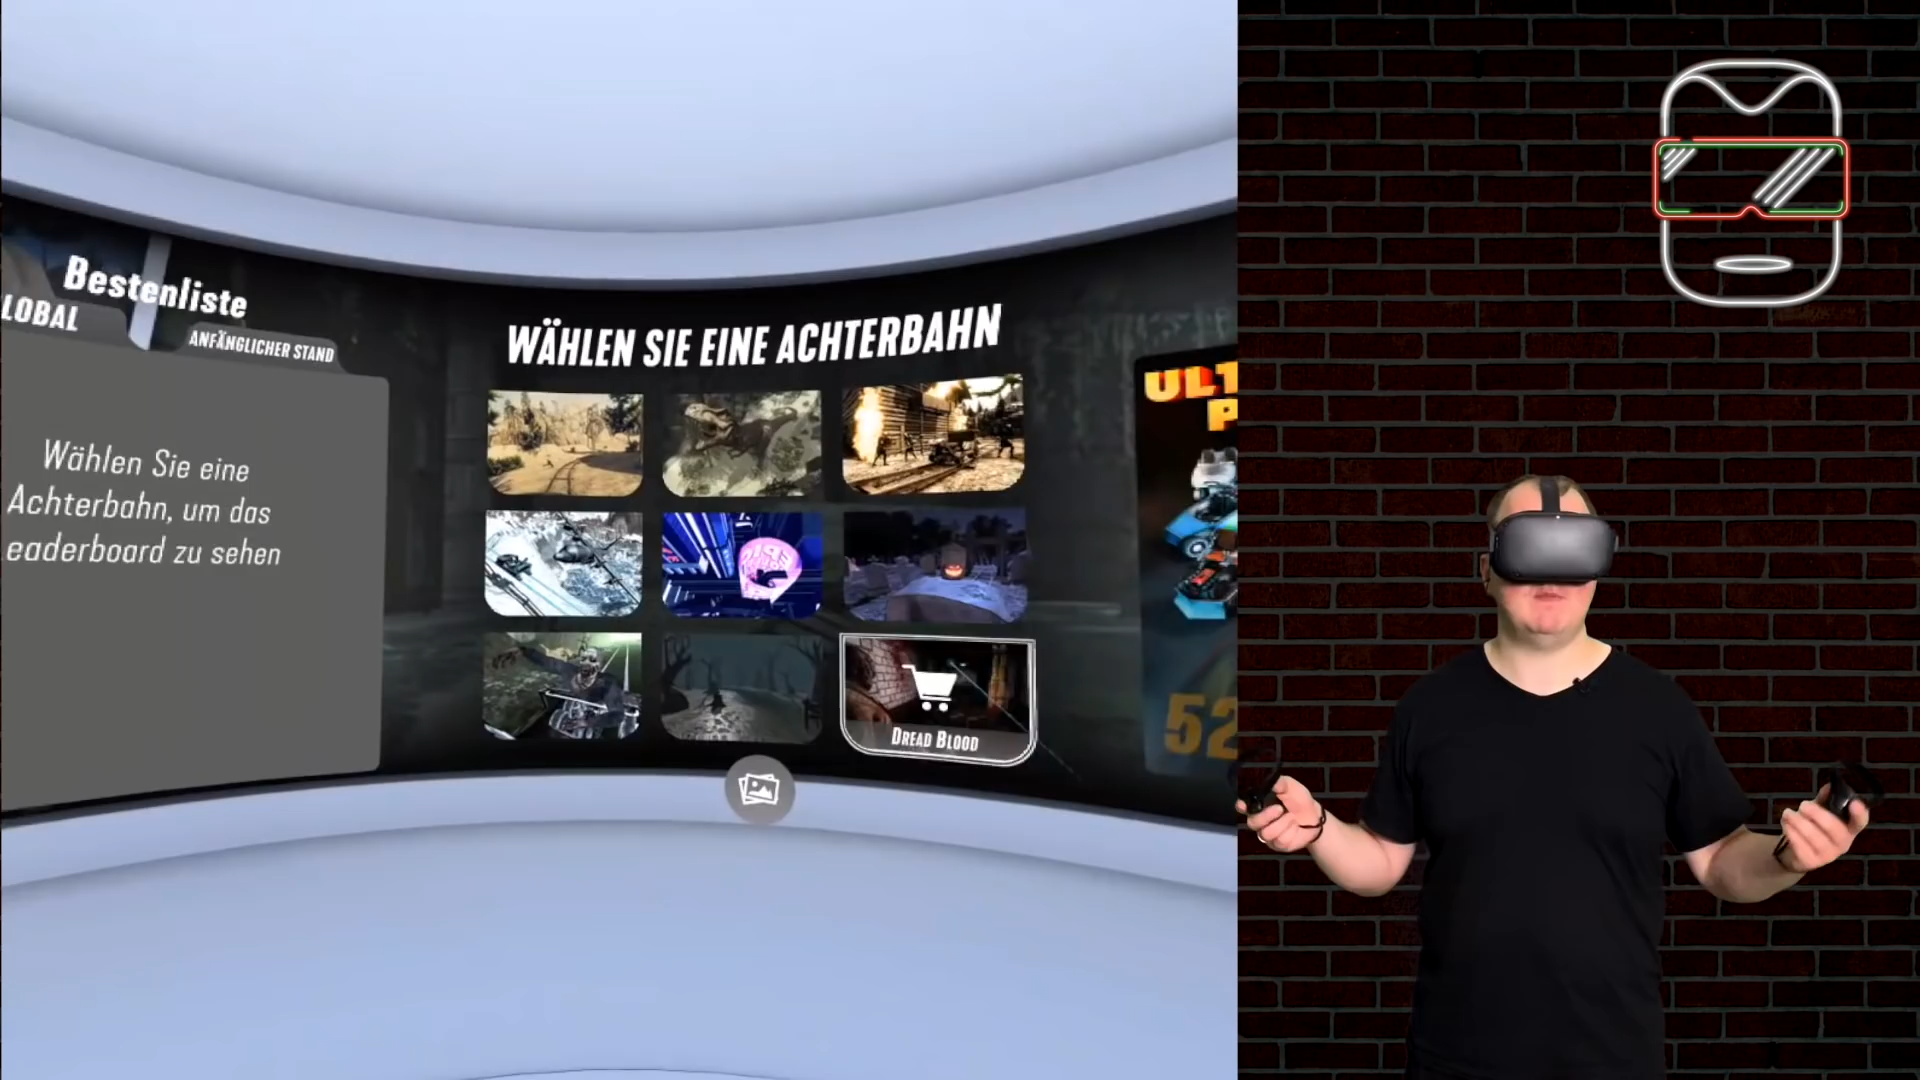 Bestenliste
LOBAL
ANFÄNGLICHER STAND
Wählen Sie eine
Achterbahn, um das
eaderboard zu sehen
WÄHLEN SIE EINE ACHTERBAHN
EPIC
DREAD BLOOD
ULT
P
52